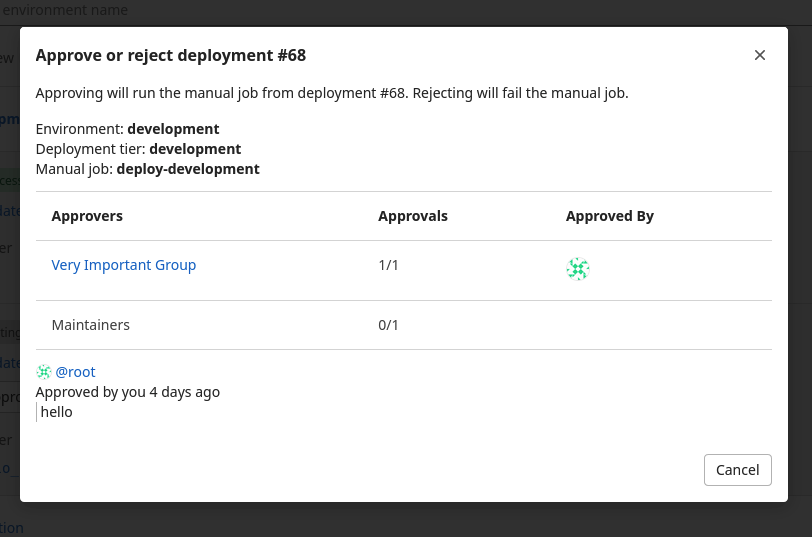 environment name
Approve or reject deployment #68
Approving will run the manual job from deployment #68. Rejecting will fail the manual job.
Environment: development
Deployment tier: development
Manual job: deploy-development
Approvers Approvals Approved By
Very Important Group 1/1
Maintainers 0/1
@root
Approved by you 4 days ago
hello
Cancel